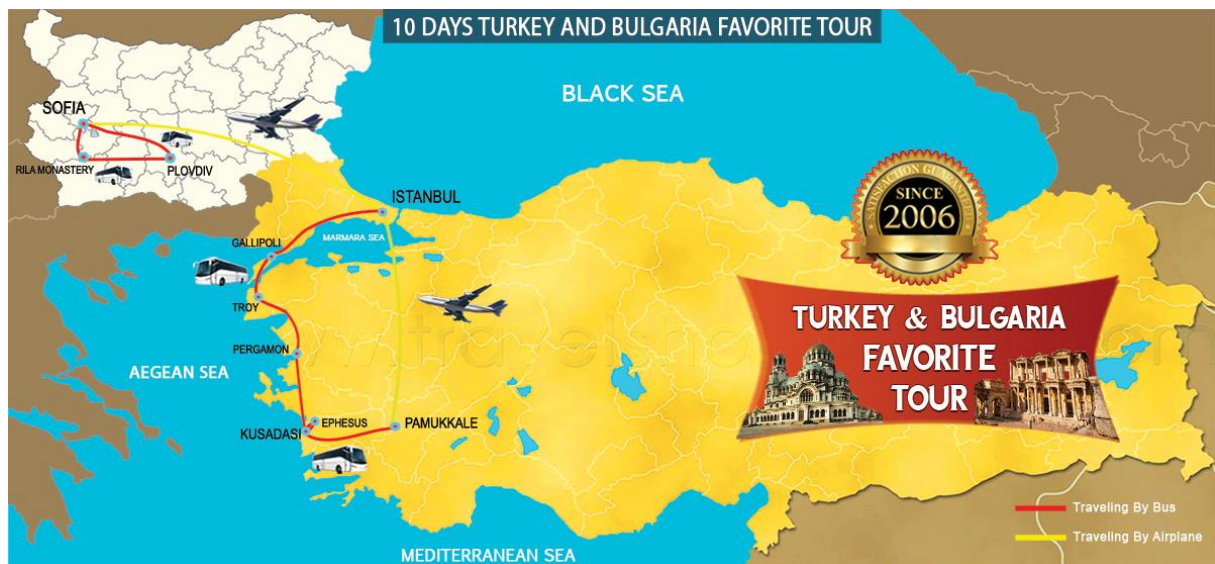 10 DAYS TURKEY AND BULGARIA FAVORITE TOUR
BLACK SEA
SOFIA
RILA MONASTERY
PLOVDIV
ISTANBUL
MARMARA SEA
GALLIPOLI
TROY
PERGAMON
AEGEAN SEA
EPHESUS
KUSADASI
PAMUKKALE
MEDITERRANEAN SEA
SATISFACTION GUARANTEED
SINCE
2006
TURKEY & BULGARIA
FAVORITE
TOUR
Traveling By Bus
Traveling By Airplane